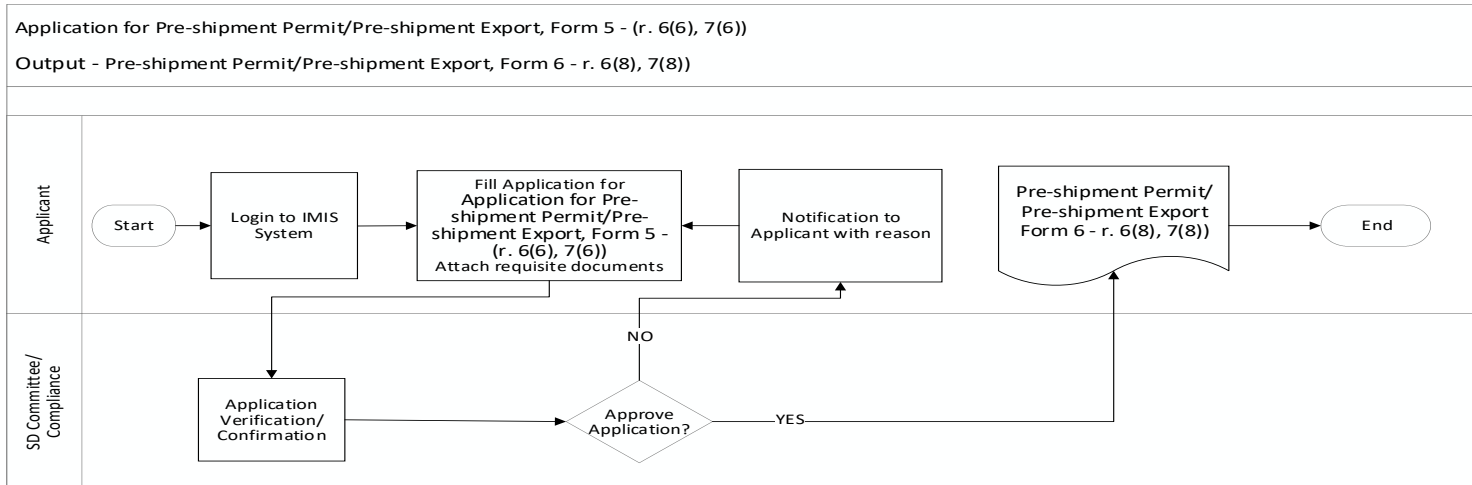 Application for Pre-shipment Permit/Pre-shipment Export, Form 5 - (r. 6(6), 7(6))
Output - Pre-shipment Permit/Pre-shipment Export, Form 6 - r. 6(8), 7(8))
Applicant
Start
Login to IMIS
System
Fill Application for
Application for Pre-
shipment Permit/Pre-
shipment Export, Form 5 -
(r. 6(6), 7(6))
Attach requisite documents
Notification to
Applicant with reason
Pre-shipment Permit/
Pre-shipment Export
Form 6 - r. 6(8), 7(8))
End
SD Committee/
Compliance
Application
Verification/
Confirmation
NO
Approve
Application?
YES